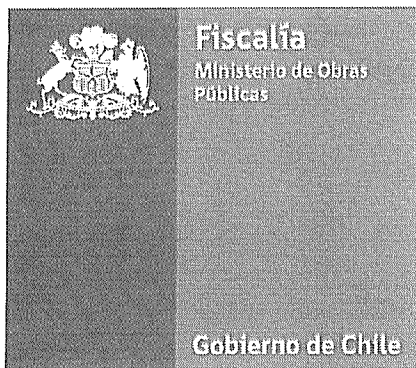 Fiscalía
Ministerio de Obras
Públicas
Gobierno de Chile